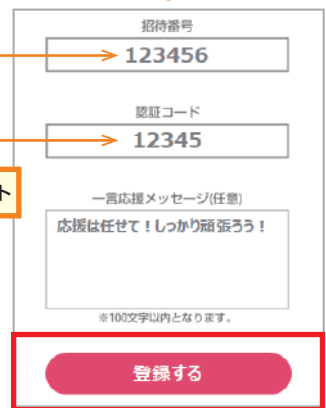 招待番号
123456
認証コード
12345
ト
一言応援メッセージ(任意)
応援は任せて！しっかり頑張ろう！
※100文字以内となります。
登録する